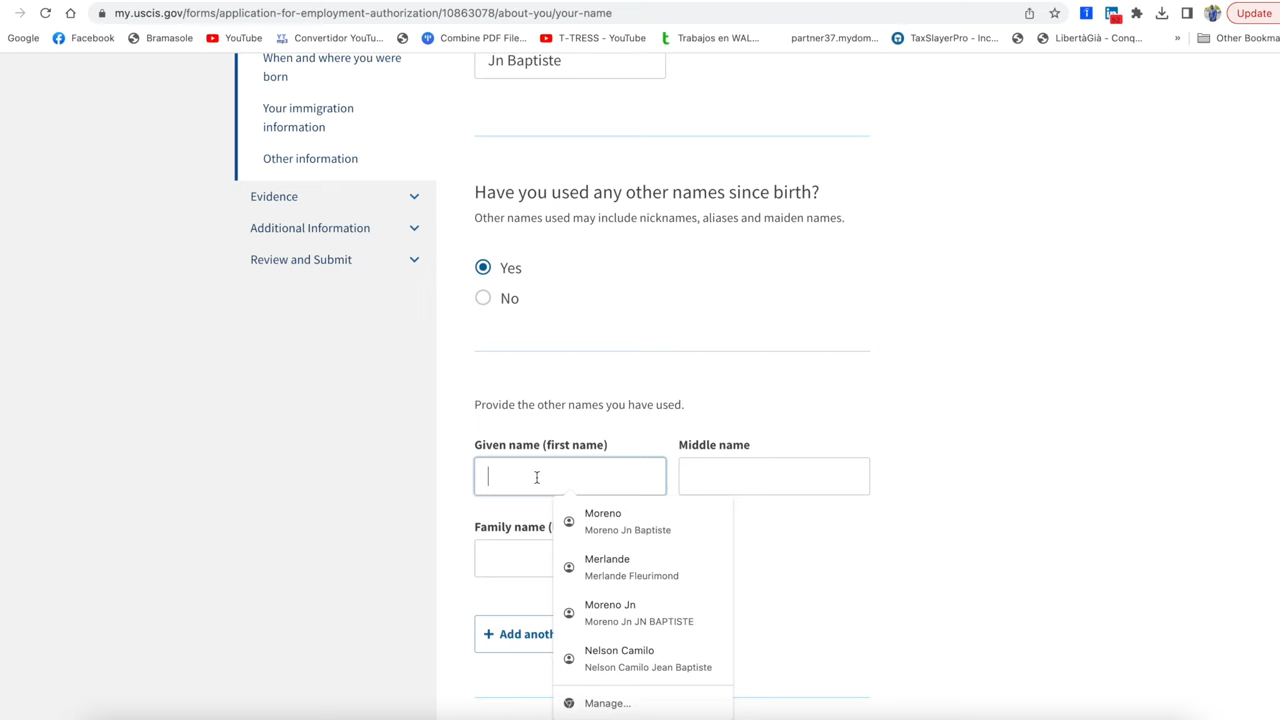 my.uscis.gov/forms/application-for-employment-authorization/10863078/about-you/your-name
Update
Google
Facebook
Bramasole
YouTube
Convertidor YouTu...
Combine PDF File...
T-TRESS - YouTube
Trabajos en WAL...
partner37.mydom...
TaxSlayerPro - Inc...
LibertàGià - Conq...
»
Other Bookma
When and where you were
born
Your immigration
information
Other information
Evidence
Additional Information
Review and Submit
Jn Baptiste
Have you used any other names since birth?
Other names used may include nicknames, aliases and maiden names.
Yes
No
Provide the other names you have used.
Given name (first name)
Middle name
Family name (
Moreno
Moreno Jn Baptiste
Merlande
Merlande Fleurimond
Moreno Jn
Moreno Jn JN BAPTISTE
Nelson Camilo
Nelson Camilo Jean Baptiste
Manage...
+ Add anoth